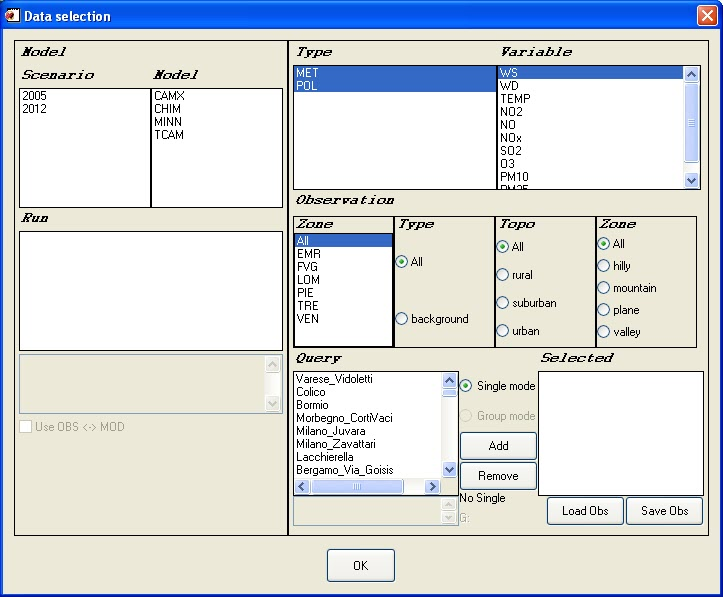 Data selection
Model
Scenario Model
2005
2012
CAMX
CHIM
MINN
TCAM
Run
Use OBS <-> MOD
Type Variable
MET
POL
WS
WD
TEMP
NO2
NO
NOx
SO2
O3
PM10
PM25
Observation
Zone
All
EMR
FVG
LOM
PIE
TRE
VEN
Type
All
background
Topo
All
rural
suburban
urban
Zone
All
hilly
mountain
plane
valley
Query
Varese_Vidoletti
Colico
Bormio
Morbegno_CortiVaci
Milano_Juvara
Milano_Zavattari
Lacchierella
Bergamo_Via_Goisis
Single mode
Group mode
Add
Remove
No Single
G:
Selected
Load Obs Save Obs
OK